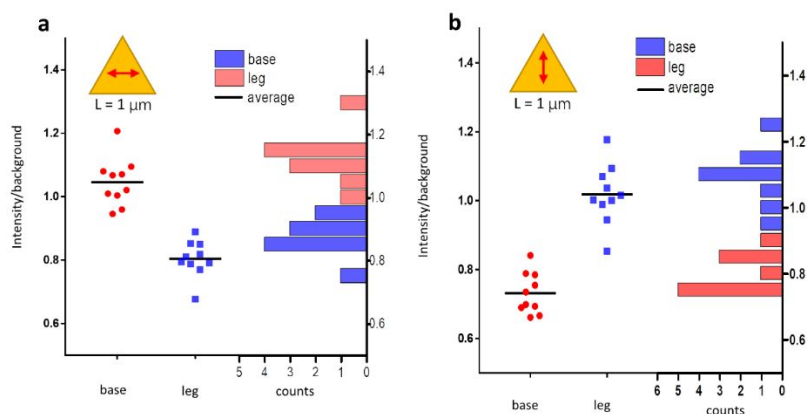 a
1.4
1.2
1.0
0.8
0.6
Intensity/background
L = 1 μm
base
leg
average
1.4
1.2
1.0
0.8
0.6
Intensity/background
base
leg
5 4 3 2 1 0
counts
b
1.4
1.2
1.0
0.8
0.6
Intensity/background
L = 1 μm
base
leg
average
1.4
1.2
1.0
0.8
0.6
base
leg
6 5 4 3 2 1 0
counts